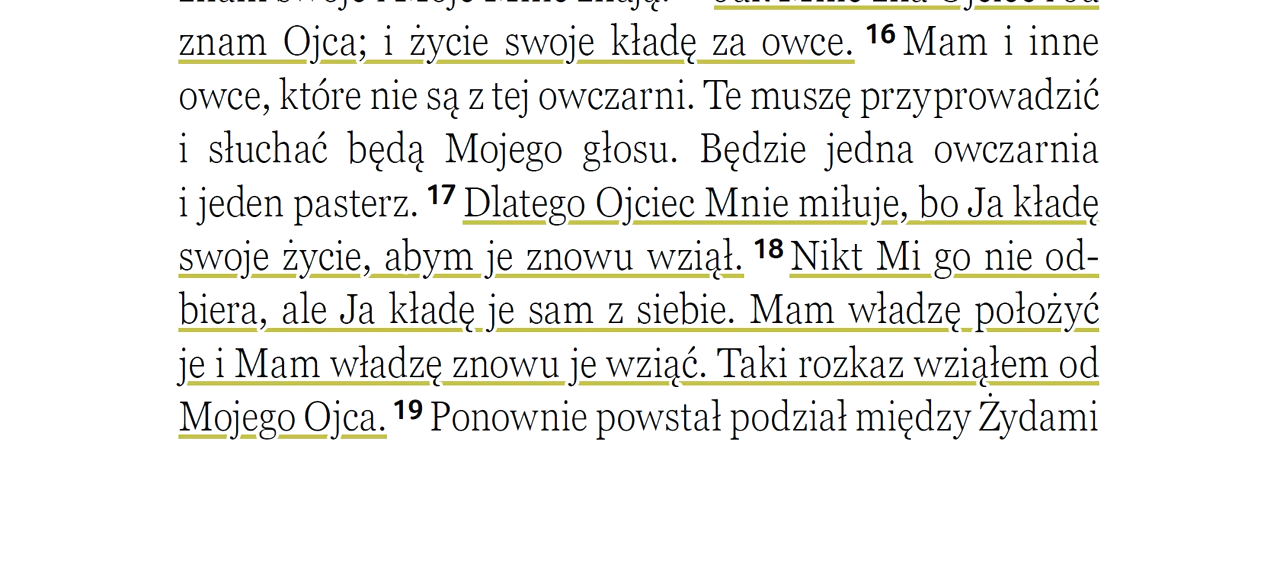 znam Ojca; i życie swoje kładę za owce. 16 Mam i inne
owce, które nie są z tej owczarni. Te muszę przyprowadzić
i słuchać będą Mojego głosu. Będzie jedna owczarnia
i jeden pasterz. 17 Dlatego Ojciec Mnie miłuje, bo Ja kładę
swoje życie, abym je znowu wziął. 18 Nikt Mi go nie od-
biera, ale Ja kładę je sam z siebie. Mam władzę położyć
je i Mam władzę znowu je wziąć. Taki rozkaz wziąłem od
Mojego Ojca. 19 Ponownie powstał podział między Żydami